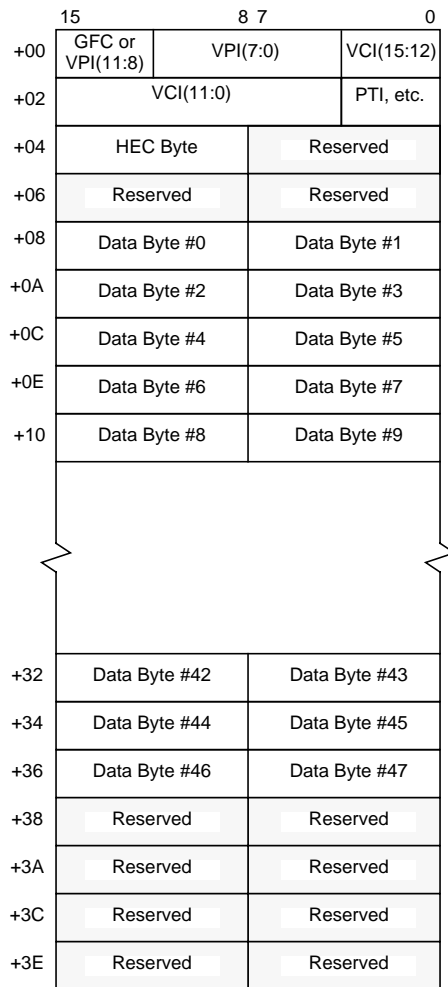 15 8 7 0
+00 GFC or VPI(11:8) VPI(7:0) VCI(15:12)
+02 VCI(11:0) PTI, etc.
+04 HEC Byte Reserved
+06 Reserved Reserved
+08 Data Byte #0 Data Byte #1
+0A Data Byte #2 Data Byte #3
+0C Data Byte #4 Data Byte #5
+0E Data Byte #6 Data Byte #7
+10 Data Byte #8 Data Byte #9
+32 Data Byte #42 Data Byte #43
+34 Data Byte #44 Data Byte #45
+36 Data Byte #46 Data Byte #47
+38 Reserved Reserved
+3A Reserved Reserved
+3C Reserved Reserved
+3E Reserved Reserved